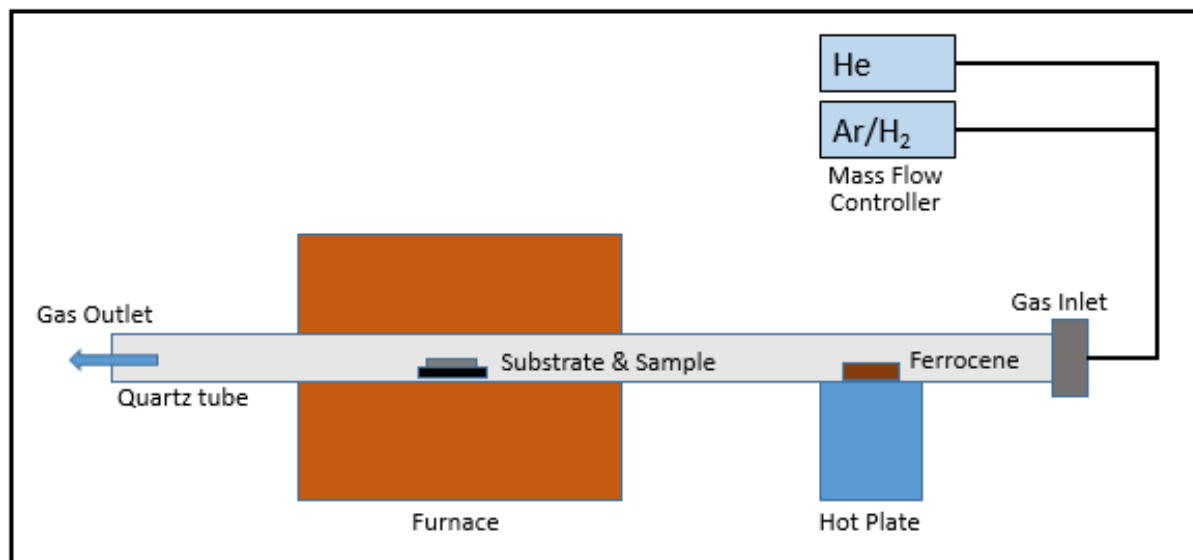 He
Ar/H₂
Mass Flow
Controller
Gas Inlet
Gas Outlet
Substrate & Sample
Ferrocene
Quartz tube
Furnace
Hot Plate